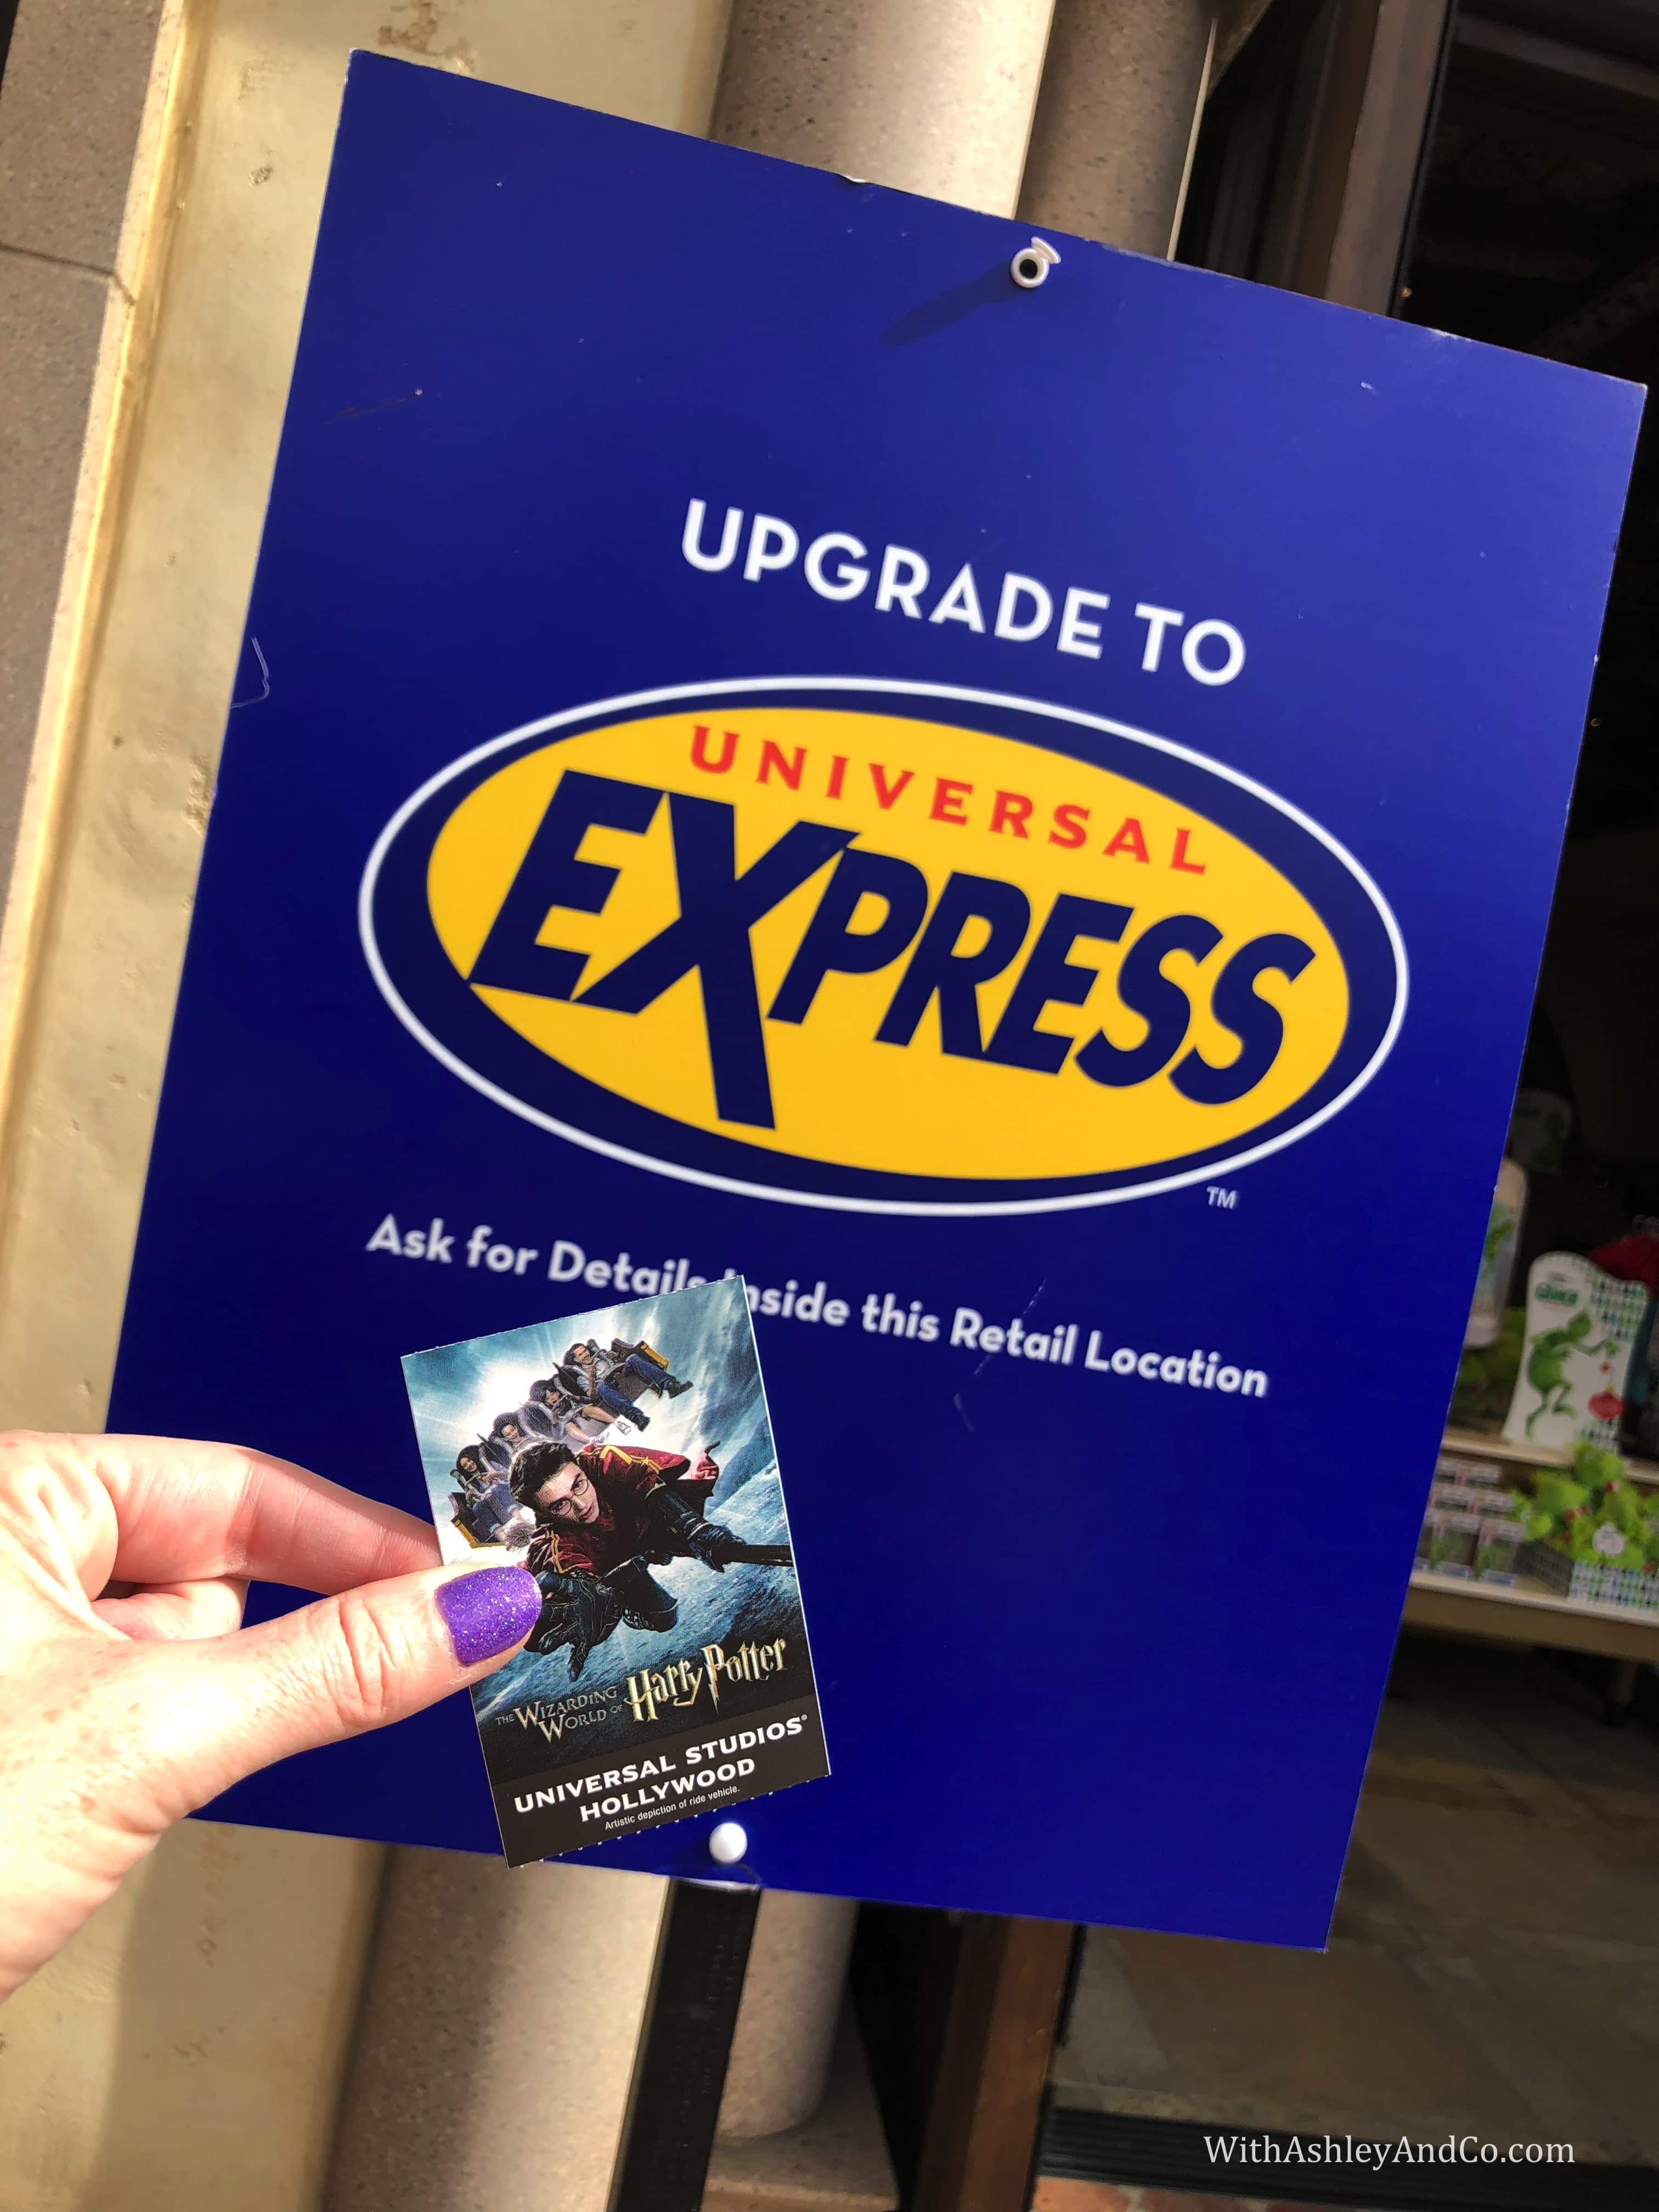 UPGRADE TO
UNIVERSAL
EXPRESS
TM
Ask for Details Inside this Retail Location
THE WIZARDING
WORLD OF Harry Potter
UNIVERSAL STUDIOS®
HOLLYWOOD
Artistic depiction of ride vehicle.
WithAshleyAndCo.com